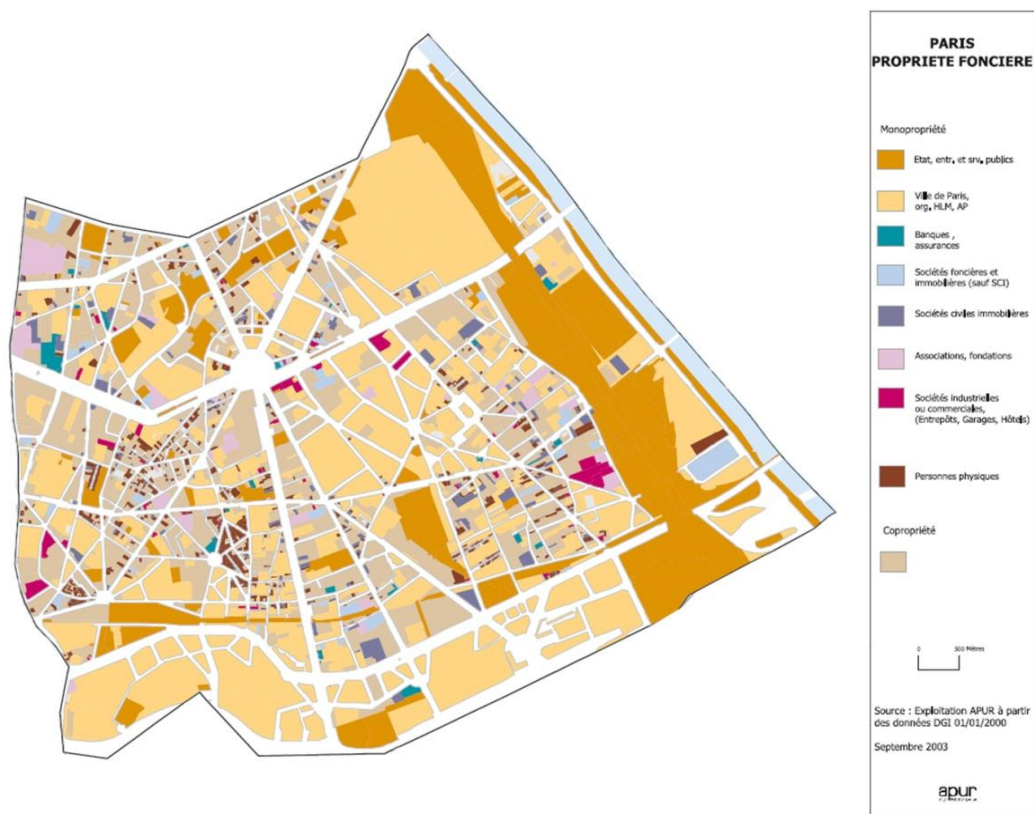 PARIS
PROPRIETE FONCIERE
Monopropriété
Etat, entr. et srv. publics
Ville de Paris,
org. HLM, AP
Banques ,
assurances
Sociétés foncières et
immobilières (sauf SCI)
Sociétés civiles immobilières
Associations, fondations
Sociétés industrielles
ou commerciales,
(Entrepôts, Garages, Hôtels)
Personnes physiques
Copropriété
0 300 Mètres
Source : Exploitation APUR à partir
des données DGI 01/01/2000
Septembre 2003
apur